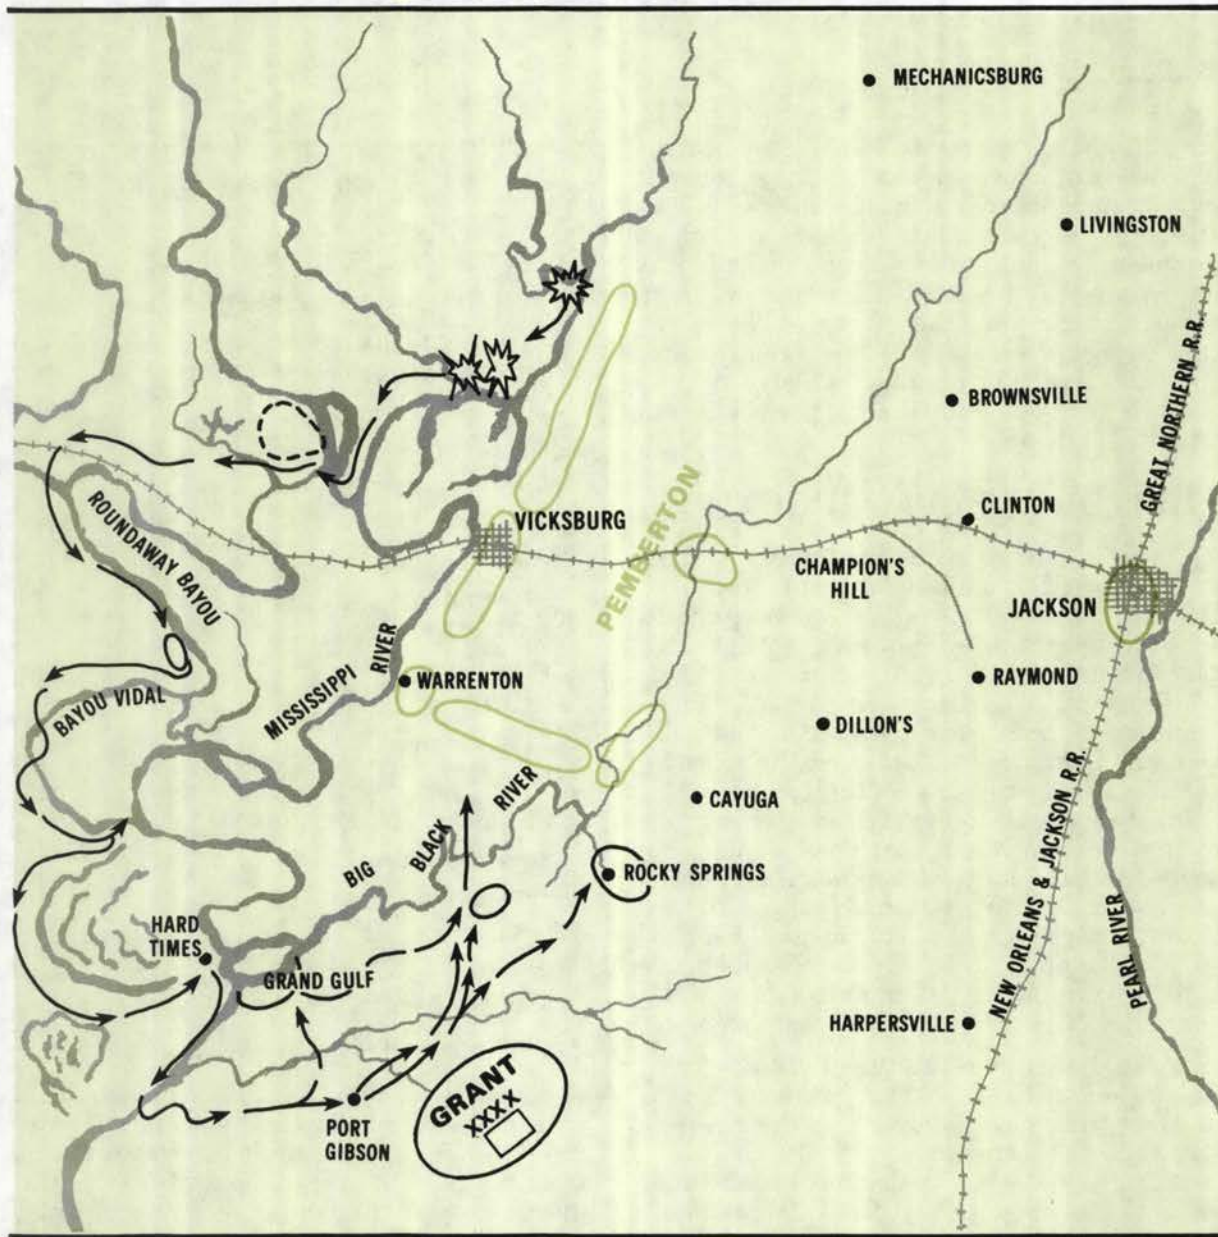 MECHANICSBURG
LIVINGSTON
GREAT NORTHERN R.R.
BROWNSVILLE
CLINTON
VICKSBURG
PEMBERTON
ROUNDAWAY BAYOU
CHAMPION'S
HILL
JACKSON
MISSISSIPPI RIVER
WARRENTON
RAYMOND
BAYOU VIDAL
DILLON'S
CAYUGA
BIG BLACK RIVER
ROCKY SPRINGS
NEW ORLEANS & JACKSON R.R.
PEARL RIVER
HARD
TIMES
GRAND GULF
HARPERSVILLE
GRANT
XXXX
PORT
GIBSON